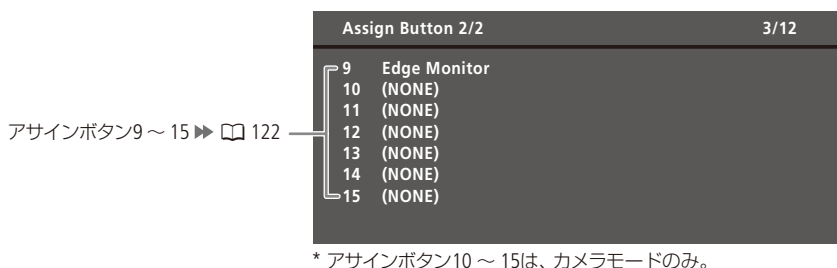 Assign Button 2/2 3/12
9 Edge Monitor
10 (NONE)
11 (NONE)
アサインボタン9 ~ 15 122
12 (NONE)
13 (NONE)
14 (NONE)
15 (NONE)
* アサインボタン10 ~ 15は、カメラモードのみ。